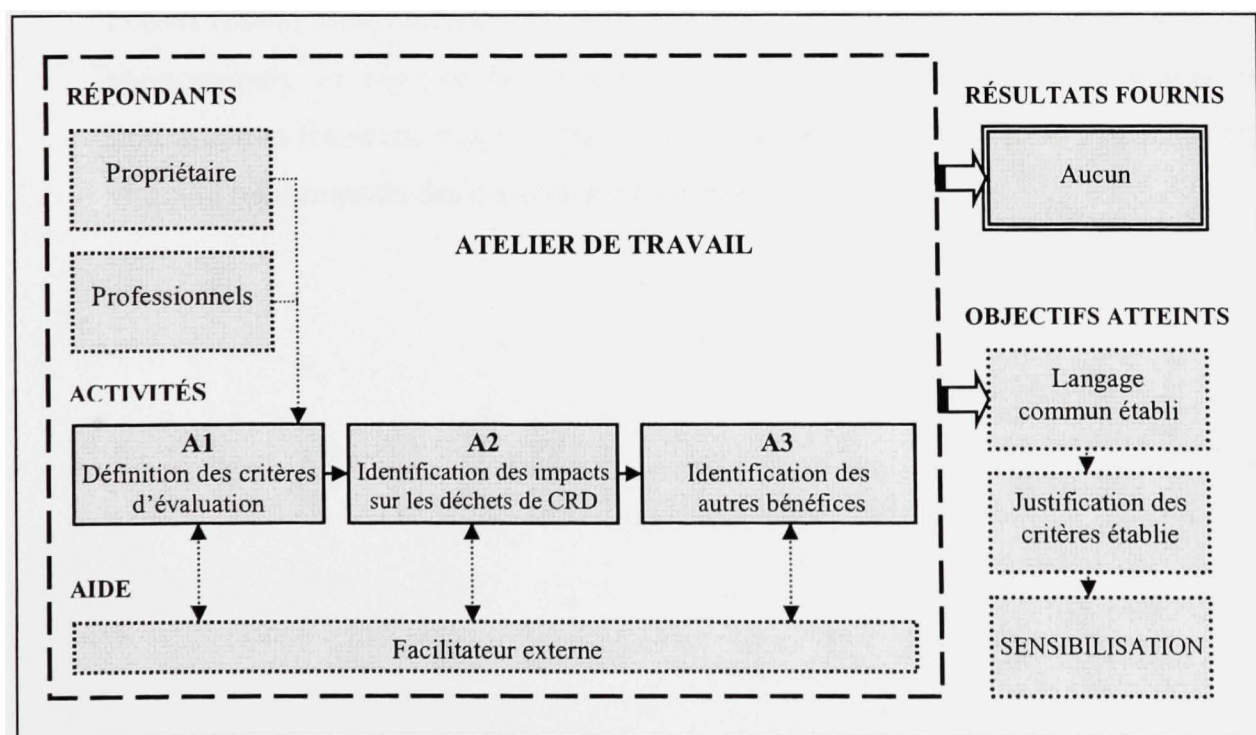 RÉPONDANTS
Propriétaire
Professionnels
ATELIER DE TRAVAIL
ACTIVITÉS
A1
Définition des critères
d'évaluation
A2
Identification des impacts
sur les déchets de CRD
A3
Identification des
autres bénéfices
AIDE
Facilitateur externe
RÉSULTATS FOURNIS
Aucun
OBJECTIFS ATTEINTS
Langage
commun établi
Justification des
critères établie
SENSIBILISATION